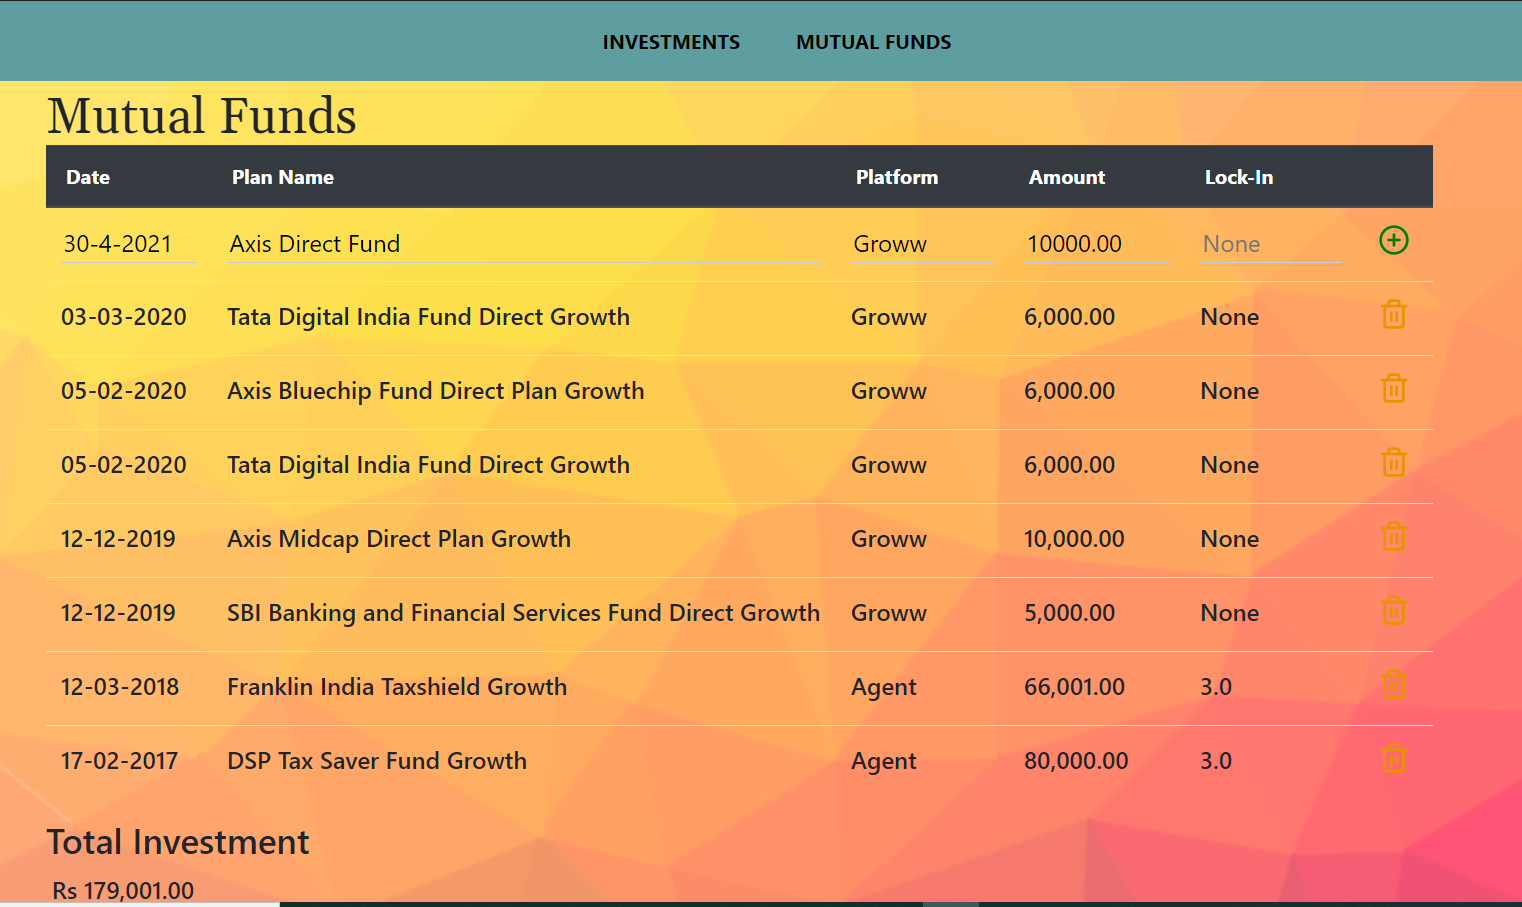 INVESTMENTS MUTUAL FUNDS
Mutual Funds
Date Plan Name Platform Amount Lock-In
30-4-2021 Axis Direct Fund Groww 10000.00 None
03-03-2020 Tata Digital India Fund Direct Growth Groww 6,000.00 None
05-02-2020 Axis Bluechip Fund Direct Plan Growth Groww 6,000.00 None
05-02-2020 Tata Digital India Fund Direct Growth Groww 6,000.00 None
12-12-2019 Axis Midcap Direct Plan Growth Groww 10,000.00 None
12-12-2019 SBI Banking and Financial Services Fund Direct Growth Groww 5,000.00 None
12-03-2018 Franklin India Taxshield Growth Agent 66,001.00 3.0
17-02-2017 DSP Tax Saver Fund Growth Agent 80,000.00 3.0
Total Investment
Rs 179,001.00